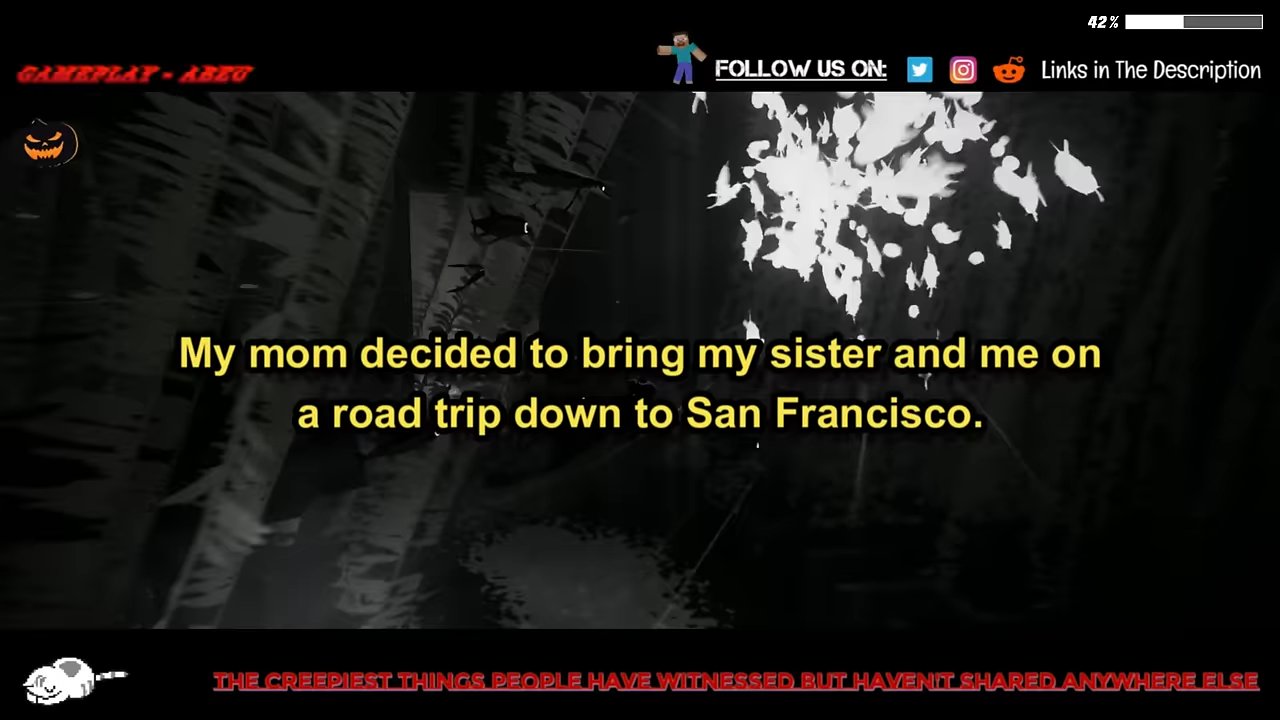 42%
GAMEPLAY - ABEU
FOLLOW US ON: Links in The Description
My mom decided to bring my sister and me on
a road trip down to San Francisco.
THE CREEPIEST THINGS PEOPLE HAVE WITNESSED BUT HAVEN'T SHARED ANYWHERE ELSE